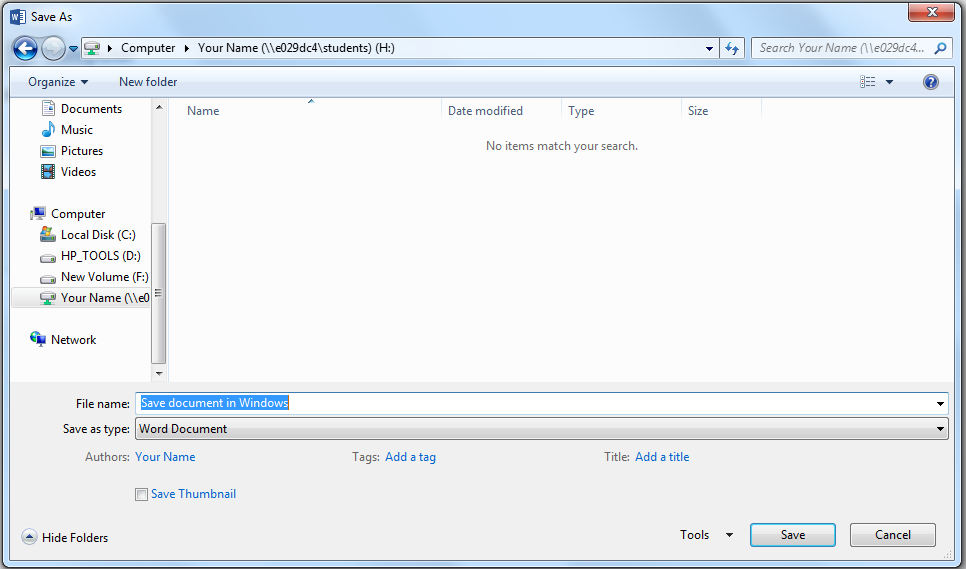 Save As
Computer Your Name (\\e029dc4\students) (H:) Search Your Name (\\e029dc4...
Organize New folder
Name Date modified Type Size
No items match your search.
Documents
Music
Pictures
Videos
Computer
Local Disk (C:)
HP_TOOLS (D:)
New Volume (F:)
Your Name (\\e0
Network
File name: Save document in Windows
Save as type: Word Document
Authors: Your Name Tags: Add a tag Title: Add a title
Save Thumbnail
Hide Folders Tools Save Cancel